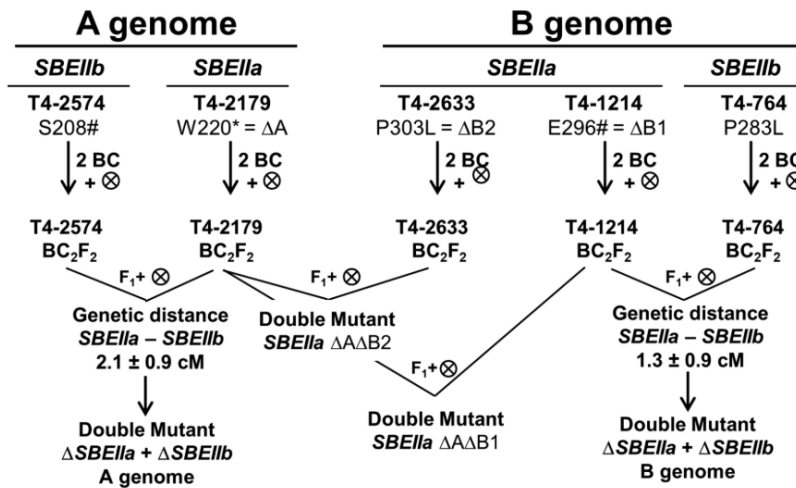 A genome B genome
SBEIIb SBEIIa SBEIIa SBEIIb
T4-2574 T4-2179 T4-2633 T4-1214 T4-764
S208# W220* = ΔA P303L = ΔB2 E296# = ΔB1 P283L
2 BC 2 BC 2 BC 2 BC 2 BC
+ ⊗ + ⊗ + ⊗ + ⊗ + ⊗
T4-2574 T4-2179 T4-2633 T4-1214 T4-764
BC₂F₂ BC₂F₂ BC₂F₂ BC₂F₂ BC₂F₂
F₁+ ⊗ F₁+ ⊗ F₁+ ⊗
Genetic distance
SBEIIa – SBEIIb
2.1 ± 0.9 cM
Double Mutant
SBEIIa ΔAΔB2
Genetic distance
SBEIIa – SBEIIb
1.3 ± 0.9 cM
F₁+⊗
Double Mutant
ΔSBEIIa + ΔSBEIIb
A genome
Double Mutant
SBEIIa ΔAΔB1
Double Mutant
ΔSBEIIa + ΔSBEIIb
B genome